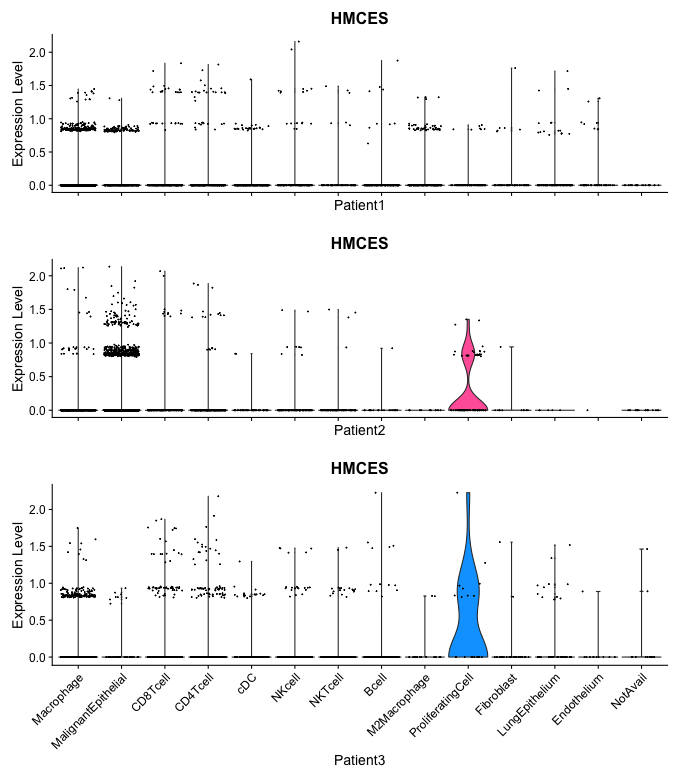 HMCES
Expression Level
2.0
1.5
1.0
0.5
0.0
Patient1
HMCES
Expression Level
2.0
1.5
1.0
0.5
0.0
Patient2
HMCES
Expression Level
2.0
1.5
1.0
0.5
0.0
Macrophage
MalignantEpithelial
CD8Tcell
CD4Tcell
cDC
NKcell
NKTcell
Bcell
M2Macrophage
ProliferatingCell
Fibroblast
LungEpithelium
Endothelium
NotAvail
Patient3